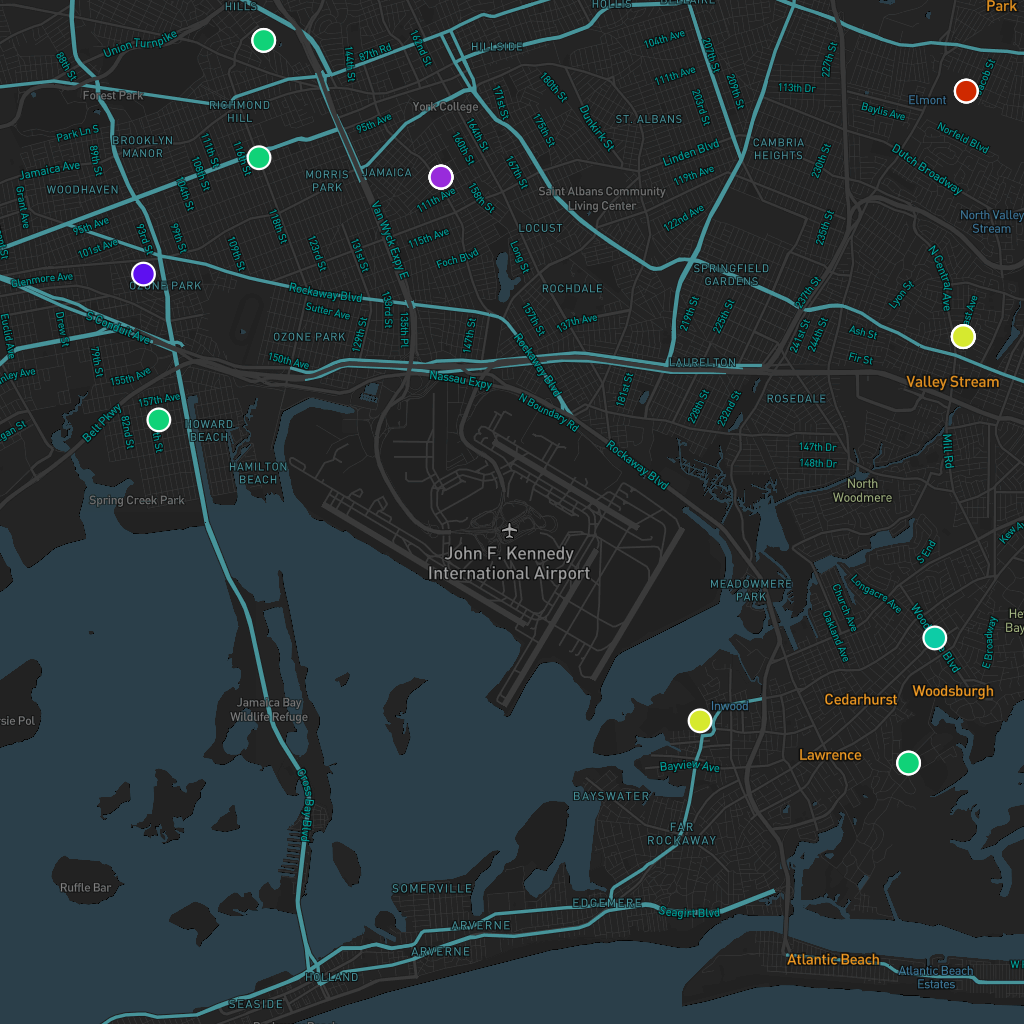 HILLS
Union Turnpike
88th St
Forest Park
144th St
87th Rd
162nd St
HILLSIDE
HOLLIS
104th Ave
207th St
227th St
Park
Jacob St
RICHMOND
HILL
York College
95th Ave
171st St
180th St
111th Ave
209th St
203rd St
113th Dr
Elmont
Baylis Ave
Park Ln S
BROOKLYN
MANOR
89th St
111th St
116th St
108th St
104th St
160th St
164th St
175th St
Dunkirk St
ST. ALBANS
Linden Blvd
CAMBRIA
HEIGHTS
230th St
Norfeld Blvd
Dutch Broadway
Jamaica Ave
Grant Ave
WOODHAVEN
MORRIS
PARK
JAMAICA
167th St
119th Ave
158th St
111th Ave
Saint Albans Community
Living Center
122nd Ave
235th St
North Valley
Stream
95th Ave
101st Ave
93rd St
99th St
109th St
118th St
123rd St
131st St
Van Wyck Expy E
115th Ave
Foch Blvd
Long St
LOCUST
N Central Ave
Glenmore Ave
OZONE PARK
Rockaway Blvd
Sutter Ave
133rd St
135th Pl
ROCHDALE
SPRINGFIELD
GARDENS
237th St
Lyon St
Euclid Ave
Drew St
S Conduit Ave
79th St
OZONE PARK
129th St
147th St
157th St
137th Ave
219th St
225th St
241st St
244th St
Ash St
Fir St
150th Ave
Nassau Expy
Rockaway Blvd
LAURELTON
Valley Stream
155th Ave
157th Ave
Belt Pkwy
82nd St
HOWARD
BEACH
N Boundary Rd
181st St
228th St
232nd St
ROSEDALE
HAMILTON
BEACH
Rockaway Blvd
147th Dr
148th Dr
Mill Rd
Spring Creek Park
North
Woodmere
John F. Kennedy
International Airport
S End
MEADOWMERE
PARK
Longacre Ave
Church Ave
Oakland Ave
E Broadway
Jamaica Bay
Wildlife Refuge
Inwood
Cedarhurst
Woodsburgh
Lawrence
Bayview Ave
Cross Bay Blvd
BAYSWATER
FAR
ROCKAWAY
Ruffle Bar
SOMERVILLE
EDGEMERE
Seagirt Blvd
ARVERNE
ARVERNE
HOLLAND
Atlantic Beach
Atlantic Beach
Estates
SEASIDE